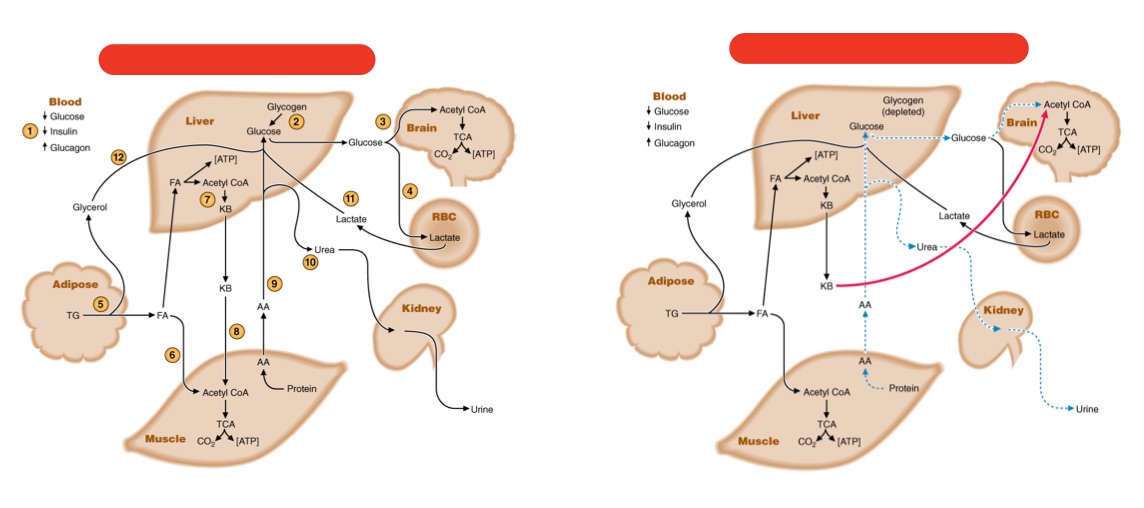 Blood
↓ Glucose
1 ↓ Insulin
↑ Glucagon
Liver
Glycogen
2
Glucose
Glucose
3
Acetyl CoA
Brain
TCA
CO2 [ATP]
12
[ATP]
FA
Acetyl CoA
7
KB
4
11
Lactate
RBC
Lactate
Glycerol
Urea
10
Adipose
5
TG
FA
KB
9
AA
Kidney
6
8
AA
Protein
Acetyl CoA
TCA
CO2 [ATP]
Muscle
Urine
Blood
↓ Glucose
↓ Insulin
↑ Glucagon
Liver
Glycogen
(depleted)
Glucose
Glucose
Acetyl CoA
Brain
TCA
CO2 [ATP]
[ATP]
FA
Acetyl CoA
KB
Glycerol
Lactate
RBC
Lactate
Urea
Adipose
TG
FA
KB
AA
Kidney
AA
Protein
Acetyl CoA
TCA
CO2 [ATP]
Muscle
Urine